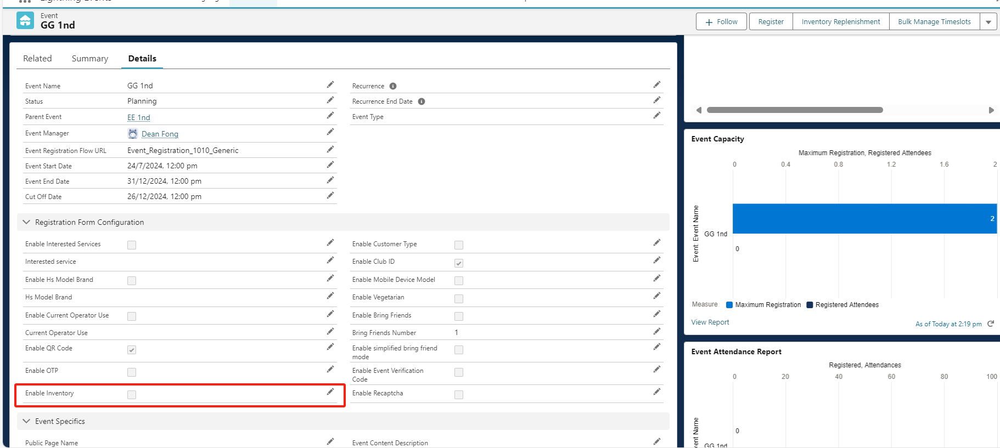 Event
GG 1nd
Follow
Register
Inventory Replenishment
Bulk Manage Timeslots
Related
Summary
Details
Event Name
GG 1nd
Recurrence
Status
Planning
Recurrence End Date
Parent Event
EE 1nd
Event Type
Event Manager
Dean Fong
Event Registration Flow URL
Event_Registration_1010_Generic
Event Start Date
24/7/2024, 12:00 pm
Event End Date
31/12/2024, 12:00 pm
Cut Off Date
26/12/2024, 12:00 pm
Registration Form Configuration
Enable Interested Services
Enable Customer Type
Interested service
Enable Club ID
Enable Hs Model Brand
Enable Mobile Device Model
Hs Model Brand
Enable Vegetarian
Enable Current Operator Use
Enable Bring Friends
Current Operator Use
Bring Friends Number
1
Enable QR Code
Enable simplified bring friend
mode
Enable OTP
Enable Event Verification
Code
Enable Inventory
Enable Recaptcha
Event Specifics
Public Page Name
Event Content Description
Event Capacity
Maximum Registration, Registered Attendees
0 0.4 0.8 1.2 1.6 2
Event: Event Name
2
GG 1nd
0
Measure
Maximum Registration
Registered Attendees
View Report
As of Today at 2:19 pm
Event Attendance Report
Registered, Attendances
0 20 40 60 80 100
0
GG 1nd